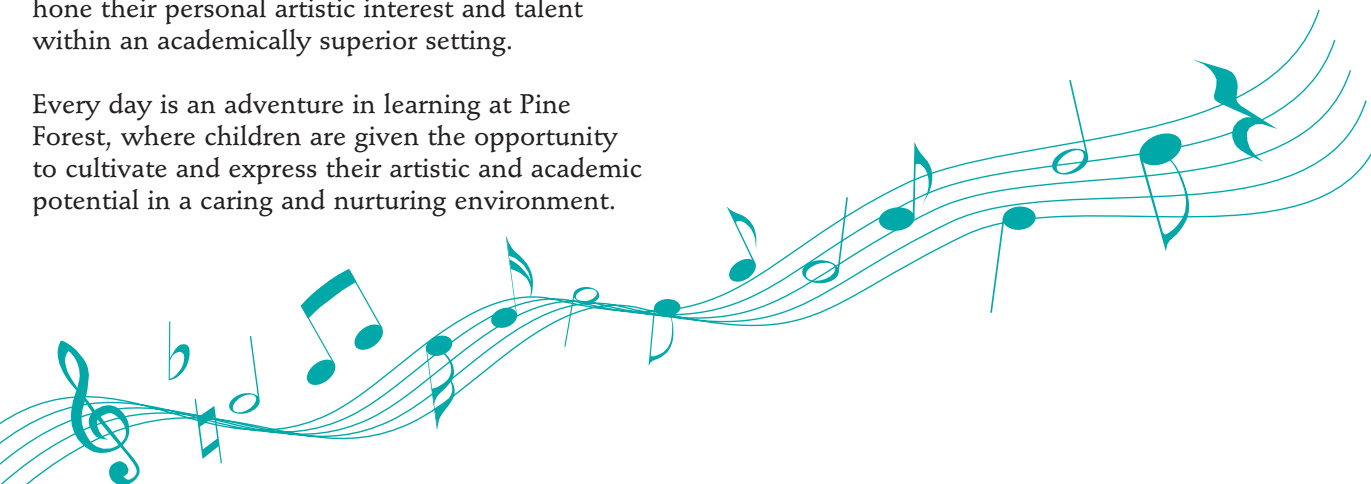 hone their personal artistic interest and talent
within an academically superior setting.
Every day is an adventure in learning at Pine
Forest, where children are given the opportunity
to cultivate and express their artistic and academic
potential in a caring and nurturing environment.